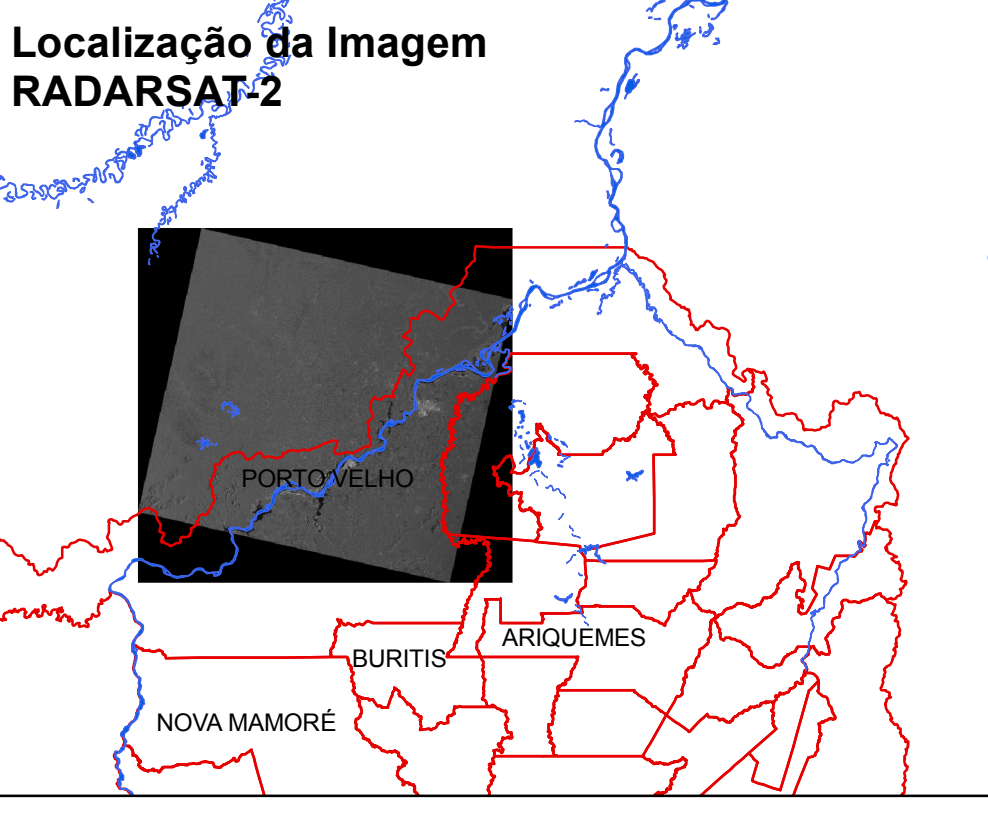 Localização da Imagem
RADARSAT-2
PORTO VELHO
ARIQUEMES
BURITIS
NOVA MAMORÉ